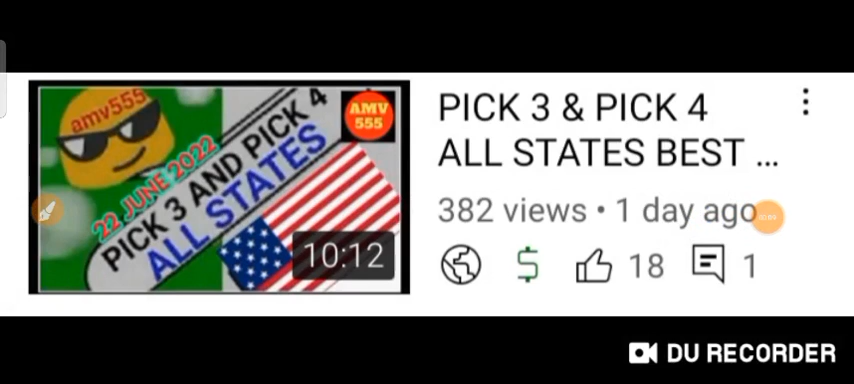 amv555
AMV
555
22 JUNE 2022
PICK 3 AND PICK 4
ALL STATES
10:12
PICK 3 & PICK 4
ALL STATES BEST ...
382 views • 1 day ago
18
1
DU RECORDER